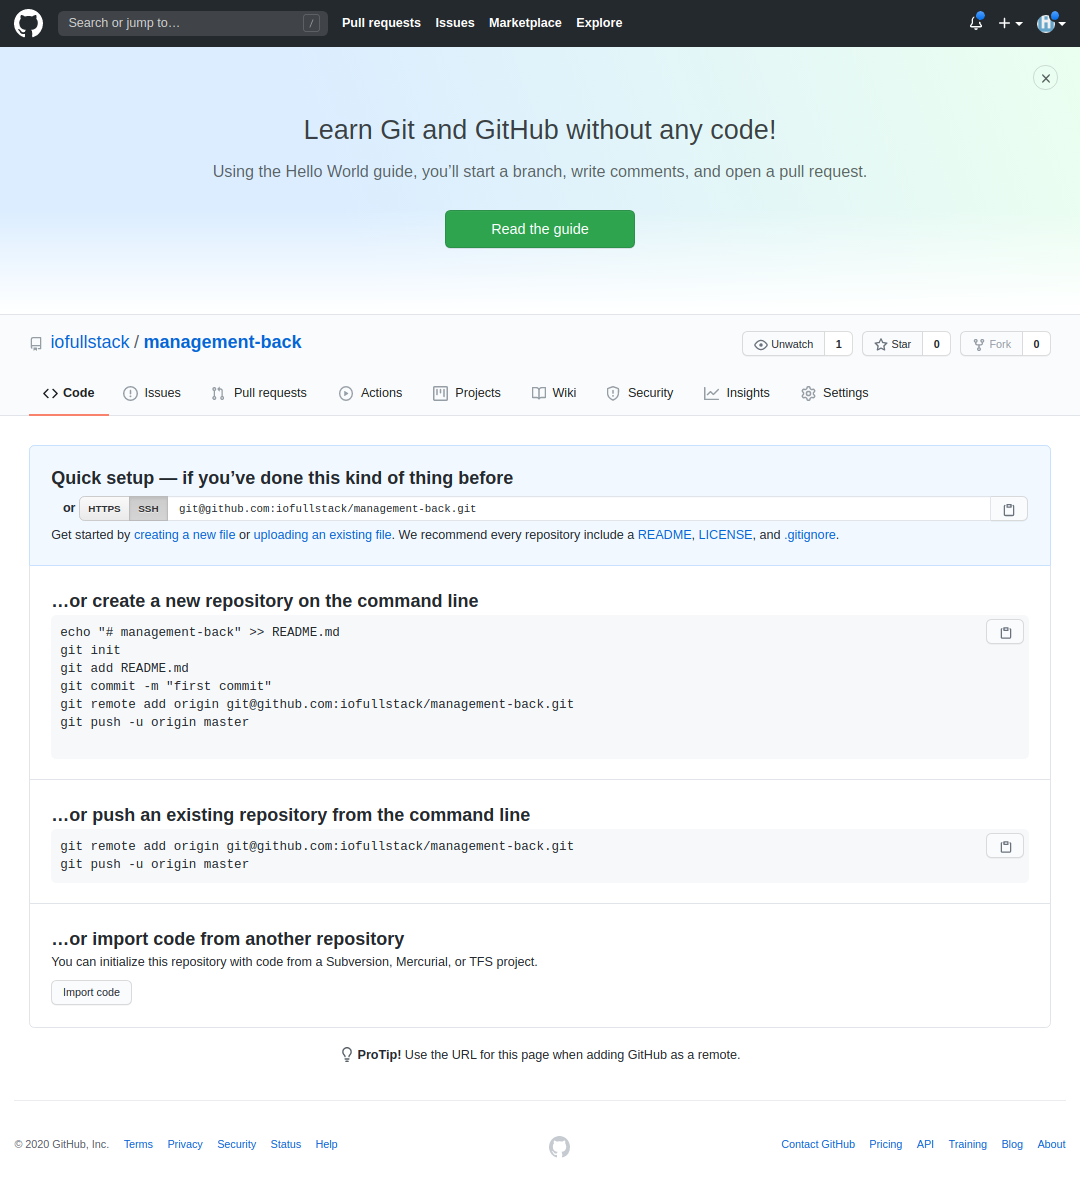 Search or jump to… /
Pull requests Issues Marketplace Explore
Learn Git and GitHub without any code!
Using the Hello World guide, you’ll start a branch, write comments, and open a pull request.
Read the guide
iofullstack / management-back
Unwatch 1 Star 0 Fork 0
Code Issues Pull requests Actions Projects Wiki Security Insights Settings
Quick setup — if you’ve done this kind of thing before
or HTTPS SSH git@github.com:iofullstack/management-back.git
Get started by creating a new file or uploading an existing file. We recommend every repository include a README, LICENSE, and .gitignore.
…or create a new repository on the command line
echo "# management-back" >> README.md
git init
git add README.md
git commit -m "first commit"
git remote add origin git@github.com:iofullstack/management-back.git
git push -u origin master
…or push an existing repository from the command line
git remote add origin git@github.com:iofullstack/management-back.git
git push -u origin master
…or import code from another repository
You can initialize this repository with code from a Subversion, Mercurial, or TFS project.
Import code
ProTip! Use the URL for this page when adding GitHub as a remote.
© 2020 GitHub, Inc. Terms Privacy Security Status Help
Contact GitHub Pricing API Training Blog About